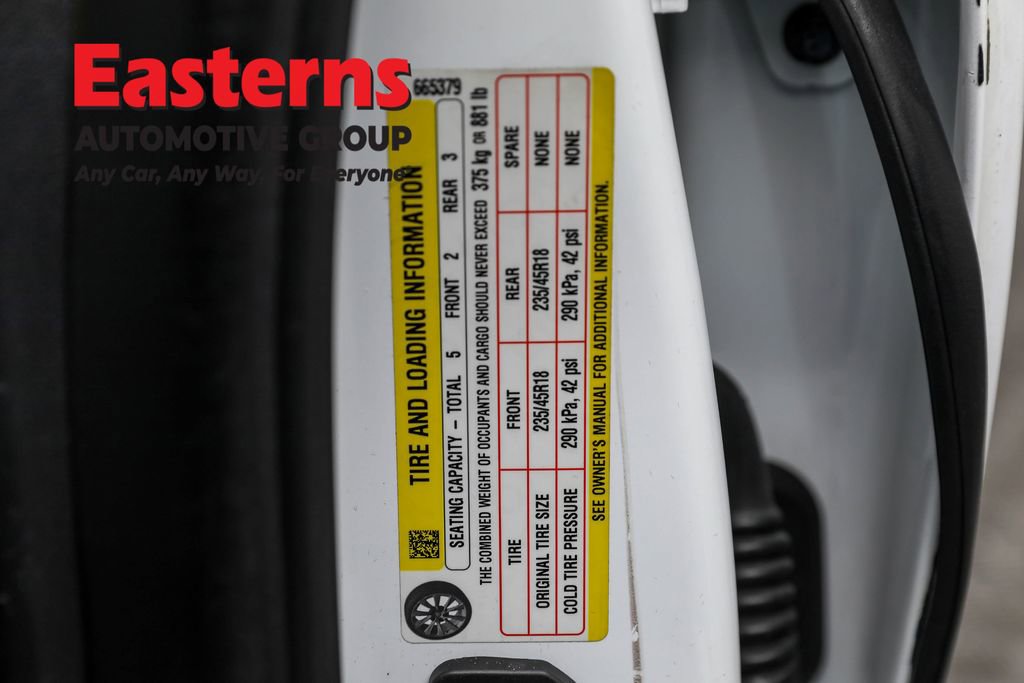 Easterns
AUTOMOTIVE GROUP
Any Car, Any Way. For Everyone
665379
TIRE AND LOADING INFORMATION
SEATING CAPACITY – TOTAL 5 FRONT 2 REAR 3
THE COMBINED WEIGHT OF OCCUPANTS AND CARGO SHOULD NEVER EXCEED 375 kg OR 881 lb
TIRE FRONT REAR SPARE
ORIGINAL TIRE SIZE 235/45R18 235/45R18 NONE
COLD TIRE PRESSURE 290 kPa, 42 psi 290 kPa, 42 psi NONE
SEE OWNER'S MANUAL FOR ADDITIONAL INFORMATION.